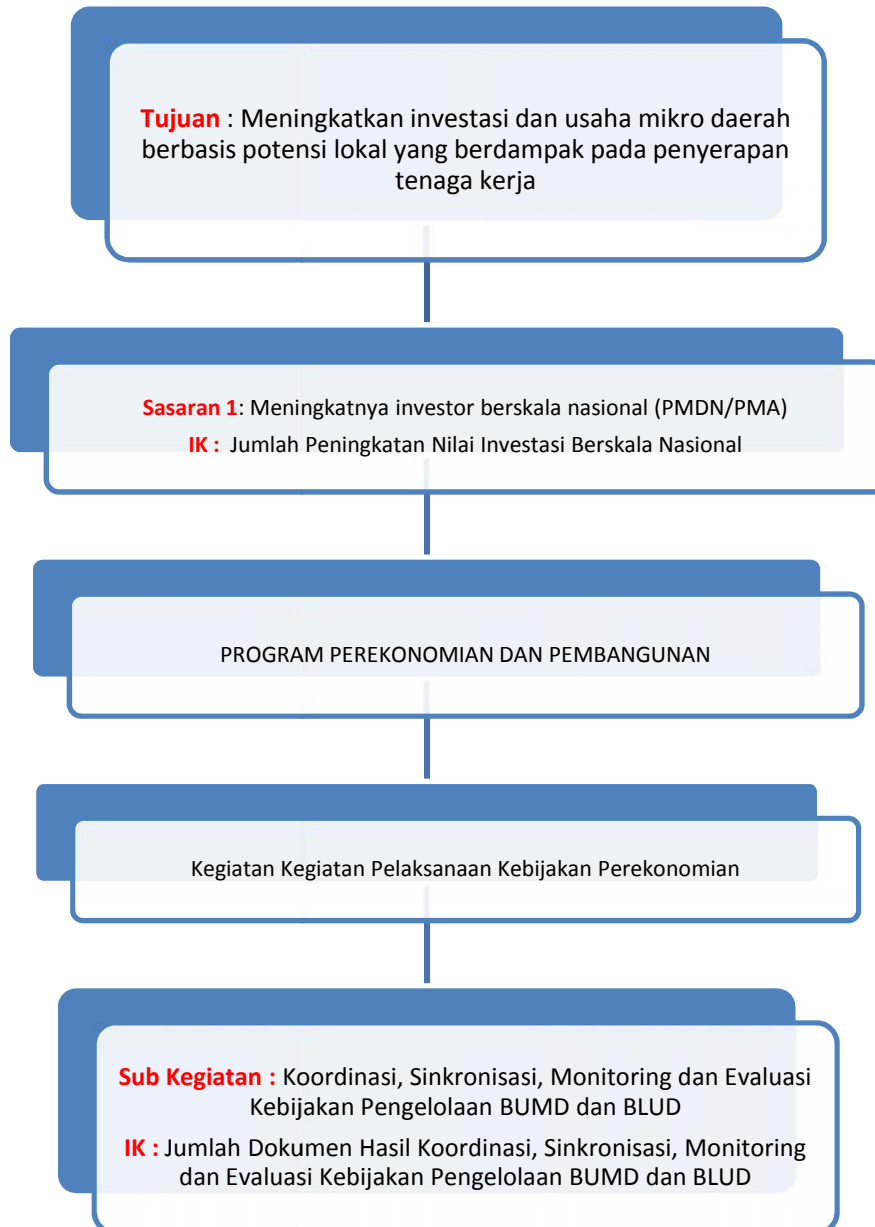 Tujuan : Meningkatkan investasi dan usaha mikro daerah
berbasis potensi lokal yang berdampak pada penyerapan
tenaga kerja
Sasaran 1: Meningkatnya investor berskala nasional (PMDN/PMA)
IK : Jumlah Peningkatan Nilai Investasi Berskala Nasional
PROGRAM PEREKONOMIAN DAN PEMBANGUNAN
Kegiatan Kegiatan Pelaksanaan Kebijakan Perekonomian
Sub Kegiatan : Koordinasi, Sinkronisasi, Monitoring dan Evaluasi
Kebijakan Pengelolaan BUMD dan BLUD
IK : Jumlah Dokumen Hasil Koordinasi, Sinkronisasi, Monitoring
dan Evaluasi Kebijakan Pengelolaan BUMD dan BLUD